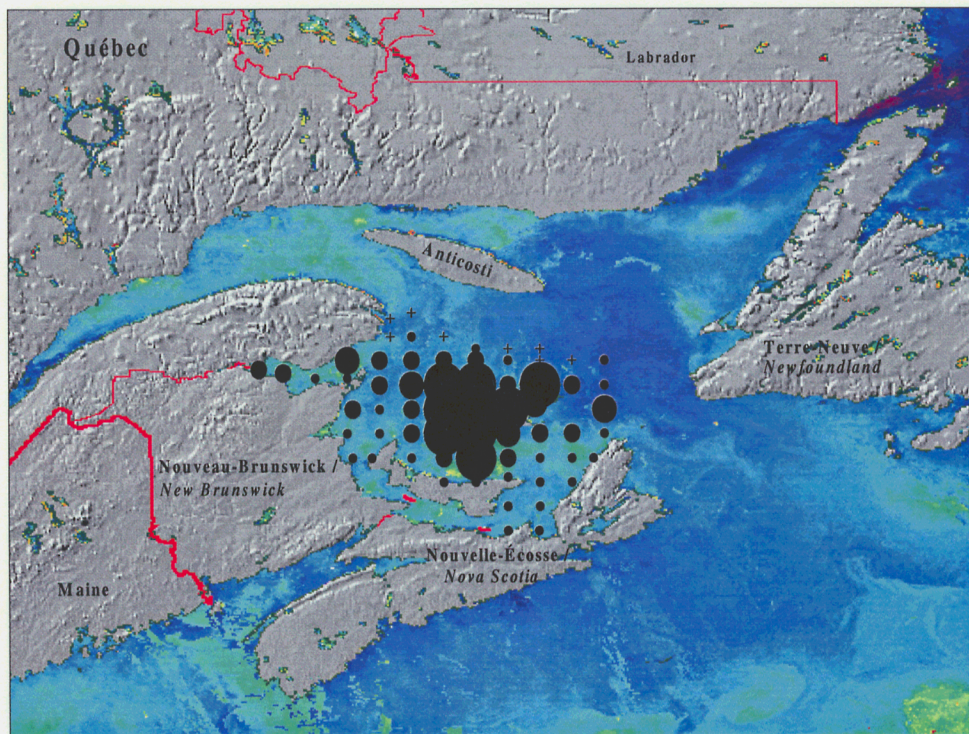 Québec
Labrador
Anticosti
Terre-Neuve /
Newfoundland
Nouveau-Brunswick /
New Brunswick
Nouvelle-Écosse /
Nova Scotia
Maine